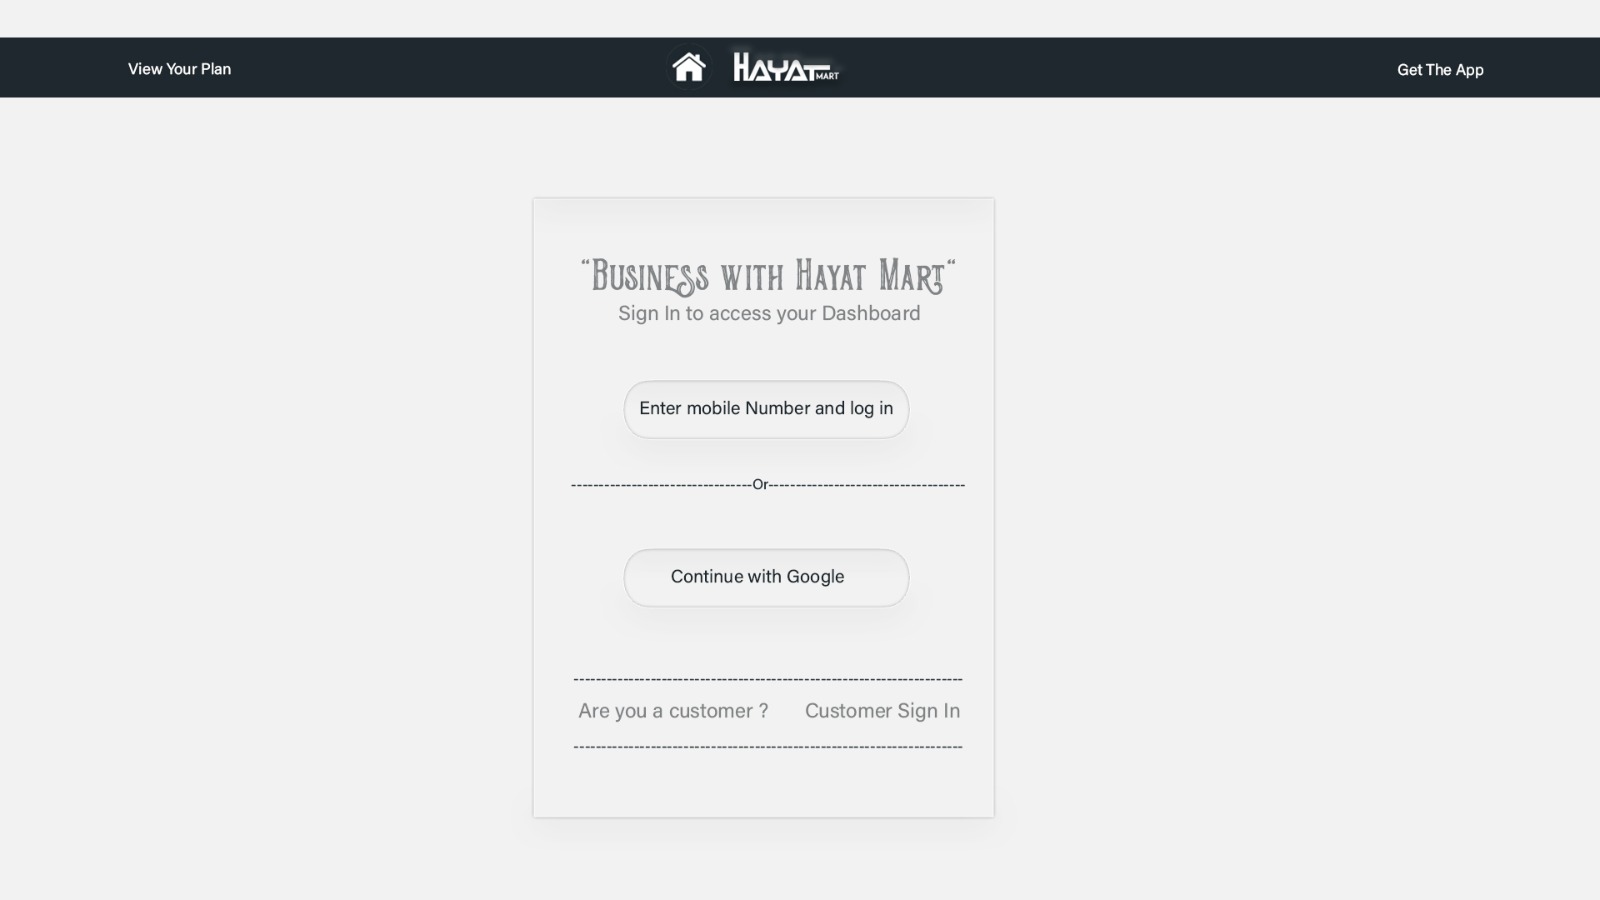 View Your Plan
HAYAT MART
Get The App
“Business with Hayat Mart“
Sign In to access your Dashboard
Enter mobile Number and log in
---------------------------------Or------------------------------------
Continue with Google
-----------------------------------------------------------------------
Are you a customer ? Customer Sign In
-----------------------------------------------------------------------